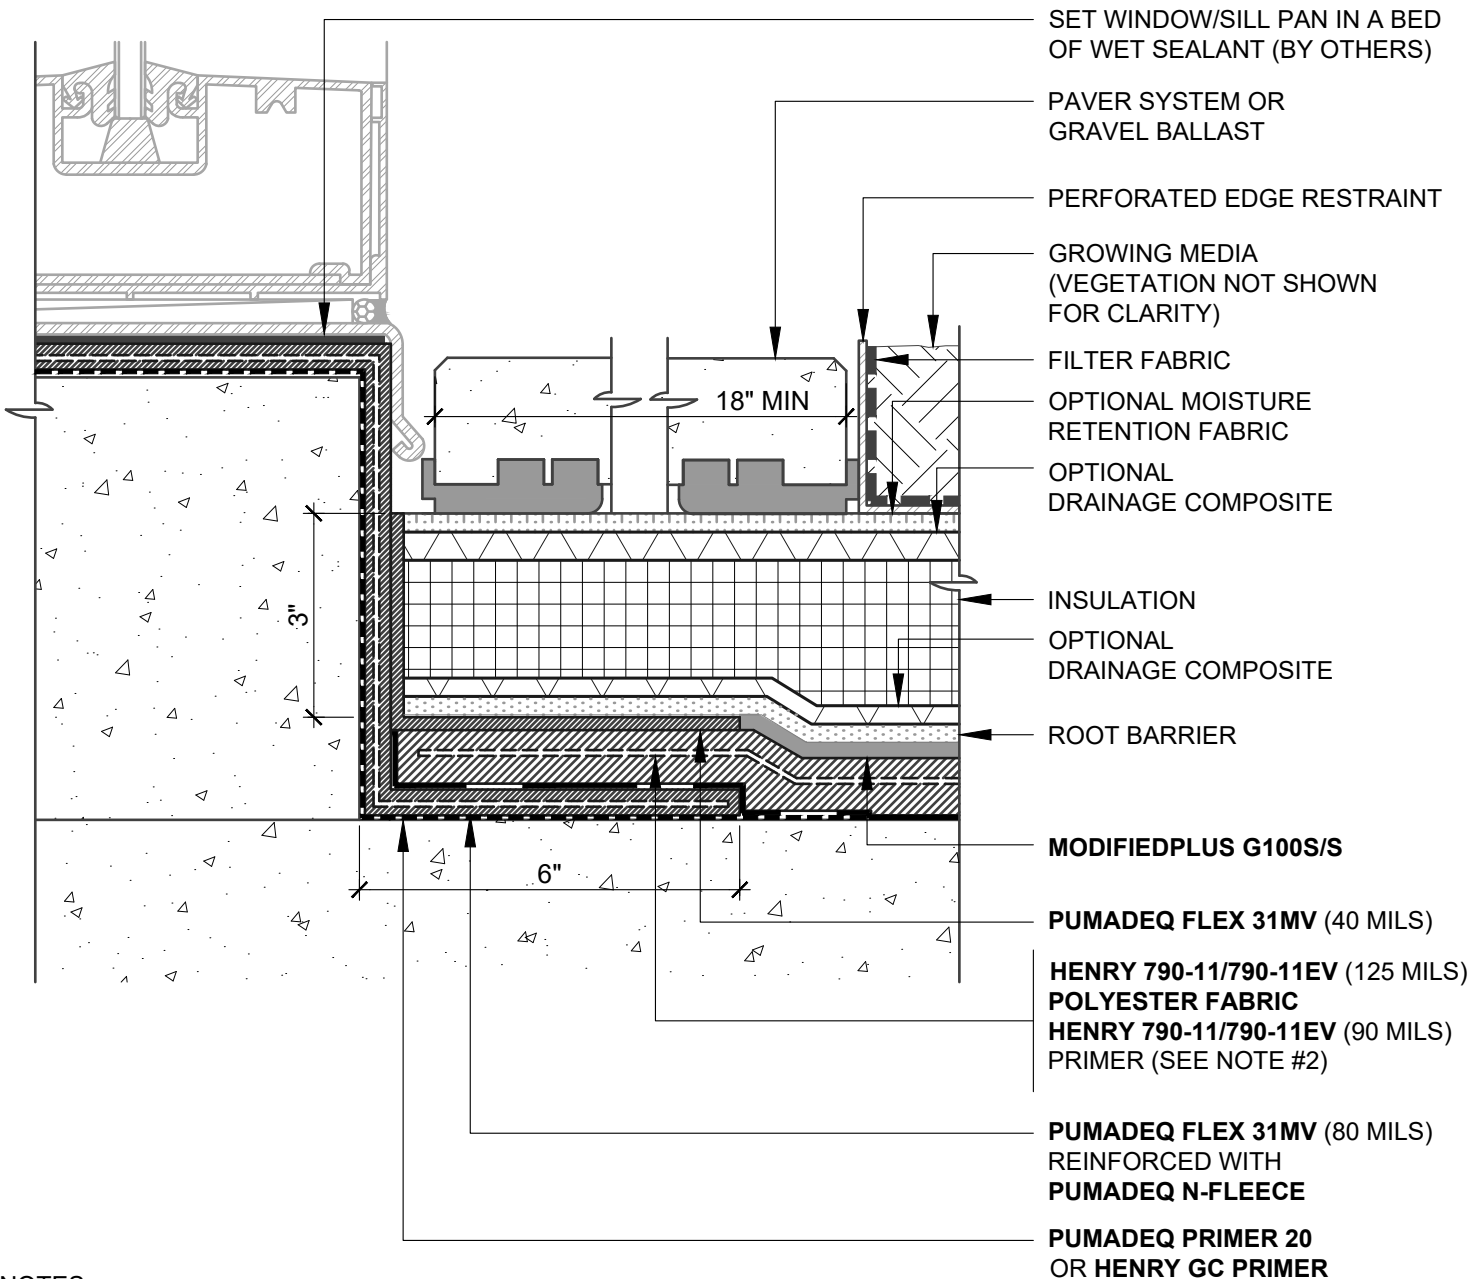 SET WINDOW/SILL PAN IN A BED
OF WET SEALANT (BY OTHERS)
PAVER SYSTEM OR
GRAVEL BALLAST
PERFORATED EDGE RESTRAINT
GROWING MEDIA
(VEGETATION NOT SHOWN
FOR CLARITY)
FILTER FABRIC
18" MIN
OPTIONAL MOISTURE
RETENTION FABRIC
OPTIONAL
DRAINAGE COMPOSITE
3"
INSULATION
OPTIONAL
DRAINAGE COMPOSITE
ROOT BARRIER
MODIFIEDPLUS G100S/S
6"
PUMADEQ FLEX 31MV (40 MILS)
HENRY 790-11/790-11EV (125 MILS)
POLYESTER FABRIC
HENRY 790-11/790-11EV (90 MILS)
PRIMER (SEE NOTE #2)
PUMADEQ FLEX 31MV (80 MILS)
REINFORCED WITH
PUMADEQ N-FLEECE
PUMADEQ PRIMER 20
OR HENRY GC PRIMER